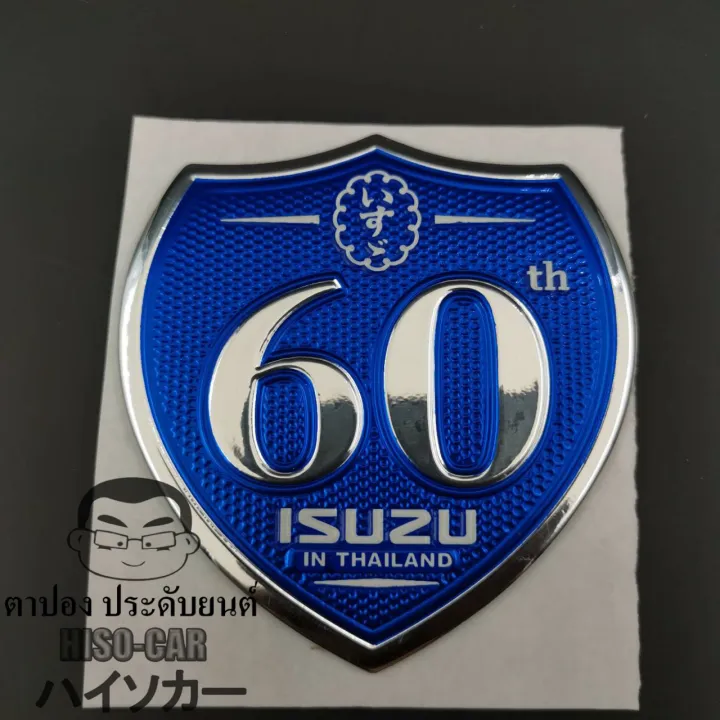 いすゞ
60th
ISUZU
IN THAILAND
ตาปอง ประดับยนต์
HISO-CAR
ハイソカー